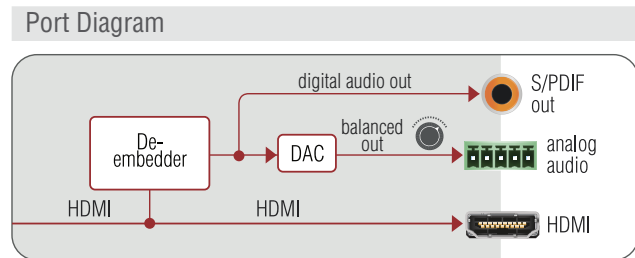 Port Diagram
digital audio out
S/PDIF
out
De-
embedder
DAC
balanced
out
analog
audio
HDMI
HDMI
HDMI